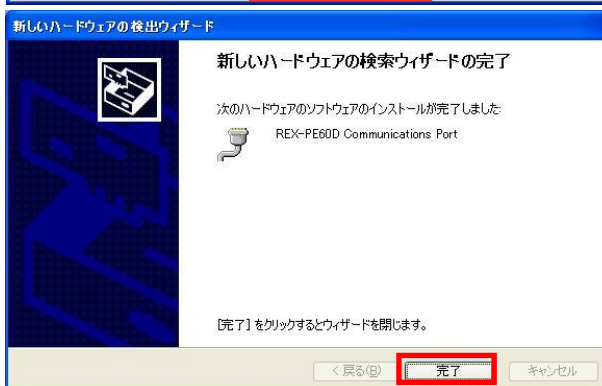 新しいハードウェアの検出ウィザード
新しいハードウェアの検索ウィザードの完了
次のハードウェアのソフトウェアのインストールが完了しました:
REX-PE60D Communications Port
[完了] をクリックするとウィザードを閉じます。
< 戻る(B)
完了
キャンセル